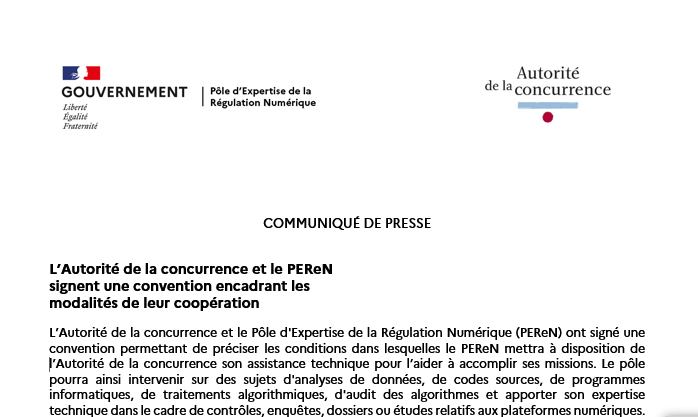 GOUVERNEMENT
Liberté
Égalité
Fraternité
Pôle d'Expertise de la
Régulation Numérique
Autorité
de la concurrence
COMMUNIQUÉ DE PRESSE
L'Autorité de la concurrence et le PEReN
signent une convention encadrant les
modalités de leur coopération
L'Autorité de la concurrence et le Pôle d'Expertise de la Régulation Numérique (PEReN) ont signé une
convention permettant de préciser les conditions dans lesquelles le PEReN mettra à disposition de
l'Autorité de la concurrence son assistance technique pour l'aider à accomplir ses missions. Le pôle
pourra ainsi intervenir sur des sujets d'analyses de données, de codes sources, de programmes
informatiques, de traitements algorithmiques, d'audit des algorithmes et apporter son expertise
technique dans le cadre de contrôles, enquêtes, dossiers ou études relatifs aux plateformes numériques.